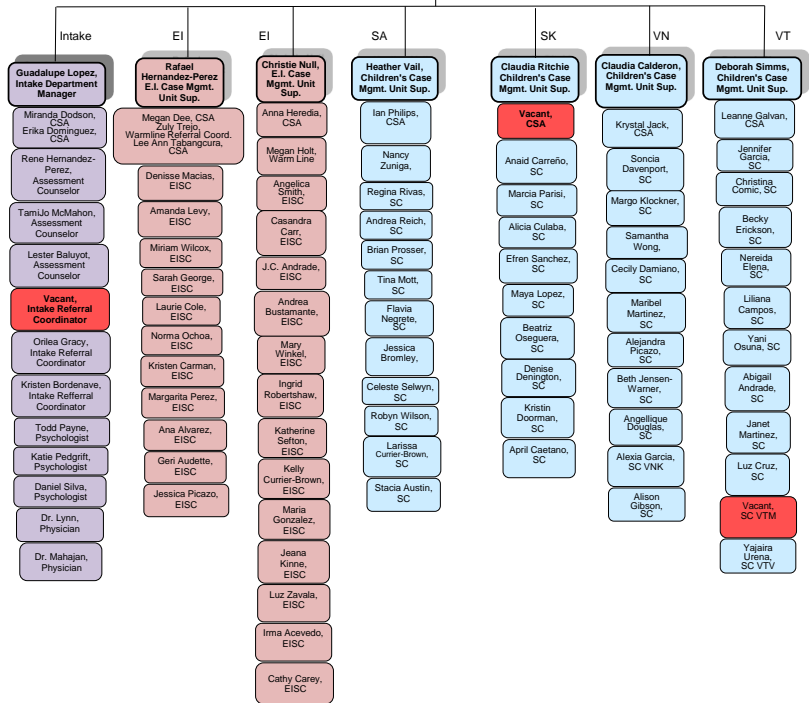 Intake
EI
EI
SA
SK
VN
VT
Guadalupe Lopez,
Intake Department
Manager
Miranda Dodson,
CSA
Erika Dominguez,
CSA
Rene Hernandez-
Perez,
Assessment
Counselor
TamiJo McMahon,
Assessment
Counselor
Lester Baluyot,
Assessment
Counselor
Vacant,
Intake Referral
Coordinator
Orilea Gracy,
Intake Referral
Coordinator
Kristen Bordenave,
Intake Refferral
Coordinator
Todd Payne,
Psychologist
Katie Pedgrift,
Psychologist
Daniel Silva,
Psychologist
Dr. Lynn,
Physician
Dr. Mahajan,
Physician
Rafael
Hernandez-Perez
E.I. Case Mgmt.
Unit Sup.
Megan Dee, CSA
Zuly Trejo,
Warmline Referral Coord.
Lee Ann Tabangcura,
CSA
Denisse Macias,
EISC
Amanda Levy,
EISC
Miriam Wilcox,
EISC
Sarah George,
EISC
Laurie Cole,
EISC
Norma Ochoa,
EISC
Kristen Carman,
EISC
Margarita Perez,
EISC
Ana Alvarez,
EISC
Geri Audette,
EISC
Jessica Picazo,
EISC
Christie Null,
E.I. Case
Mgmt. Unit
Sup.
Anna Heredia,
CSA
Megan Holt,
Warm Line
Angelica
Smith,
EISC
Casandra
Carr,
EISC
J.C. Andrade,
EISC
Andrea
Bustamante,
EISC
Mary
Winkel,
EISC
Ingrid
Robertshaw,
EISC
Katherine
Sefton,
EISC
Kelly
Currier-Brown,
EISC
Maria
Gonzalez,
EISC
Jeana
Kinne,
EISC
Luz Zavala,
EISC
Irma Acevedo,
EISC
Cathy Carey,
EISC
Heather Vail,
Children's Case
Mgmt. Unit Sup.
Ian Philips,
CSA
Nancy
Zuniga,
Regina Rivas,
SC
Andrea Reich,
SC
Brian Prosser,
SC
Tina Mott,
SC
Flavia
Negrete,
SC
Jessica
Bromley,
Celeste Selwyn,
SC
Robyn Wilson,
SC
Larissa
Currier-Brown,
SC
Stacia Austin,
SC
Claudia Ritchie
Children's Case
Mgmt. Unit Sup.
Vacant,
CSA
Anaid Carreño,
SC
Marcia Parisi,
SC
Alicia Culaba,
SC
Efren Sanchez,
SC
Maya Lopez,
SC
Beatriz
Oseguera,
SC
Denise
Denington,
SC
Kristin
Doorman,
SC
April Caetano,
SC
Claudia Calderon,
Children's Case
Mgmt. Unit Sup.
Krystal Jack,
CSA
Soncia
Davenport,
SC
Margo Klockner,
SC
Samantha
Wong,
Cecily Damiano,
SC
Maribel
Martinez,
SC
Alejandra
Picazo,
SC
Beth Jensen-
Warner,
SC
Angellique
Douglas,
SC
Alexia Garcia,
SC VNK
Alison
Gibson,
SC
Deborah Simms,
Children's Case
Mgmt. Unit Sup.
Leanne Galvan,
CSA
Jennifer
Garcia,
SC
Christina
Comic, SC
Becky
Erickson,
SC
Nereida
Elena,
SC
Liliana
Campos,
SC
Yani
Osuna, SC
Abigail
Andrade,
SC
Janet
Martinez,
SC
Luz Cruz,
SC
Vacant,
SC VTM
Yajaira
Urena,
SC VTV